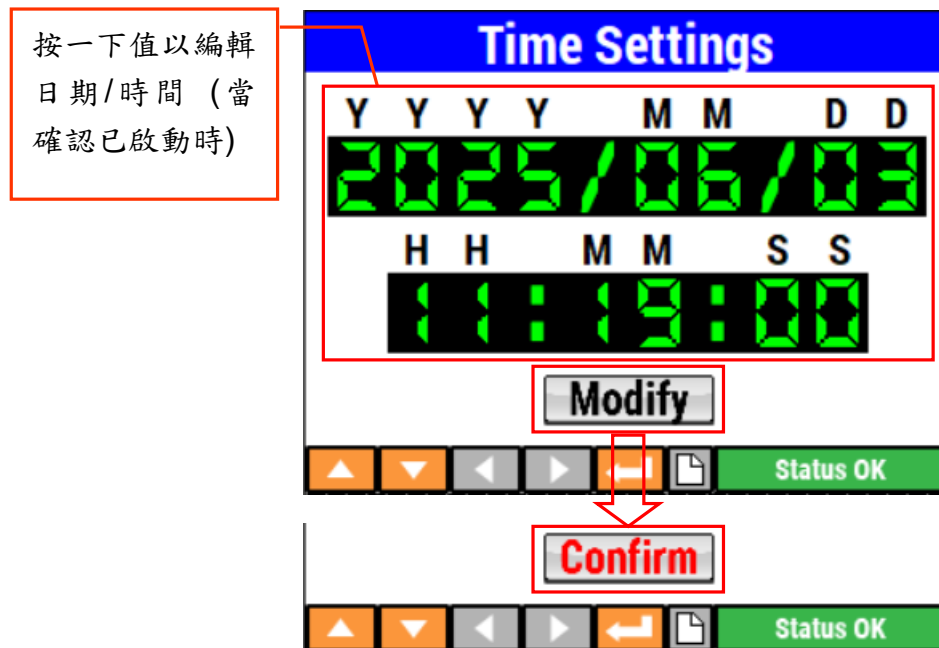 按一下值以編輯
日期/時間 (當
確認已啟動時)
Time Settings
Y Y Y Y M M D D
2025/06/03
H H M M S S
11:19:00
Modify
Status OK
Confirm
Status OK